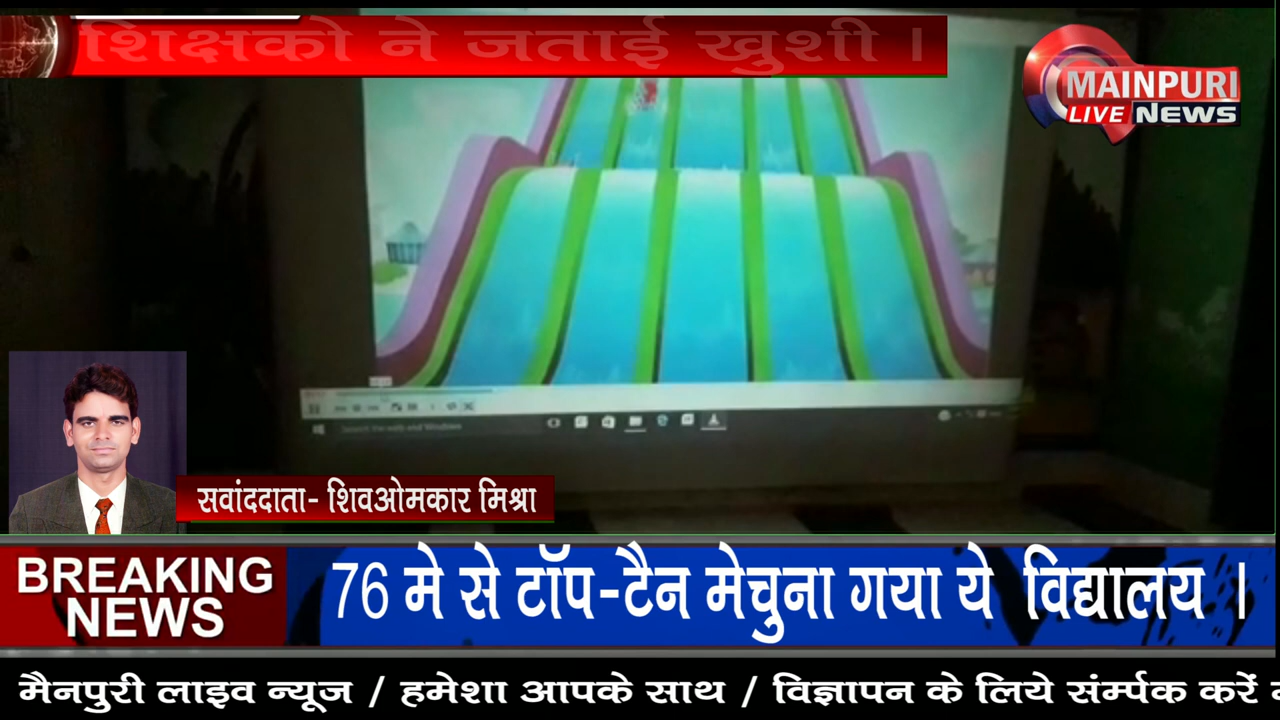 शिक्षको ने जताई खुशी ।
MAINPURI
LIVE NEWS
सवांददाता- शिवओमकार मिश्रा
BREAKING
NEWS
76 मे से टॉप-टैन मेचुना गया ये विद्यालय ।
मैनपुरी लाइव न्यूज / हमेशा आपके साथ / विज्ञापन के लिये संर्म्पक करें